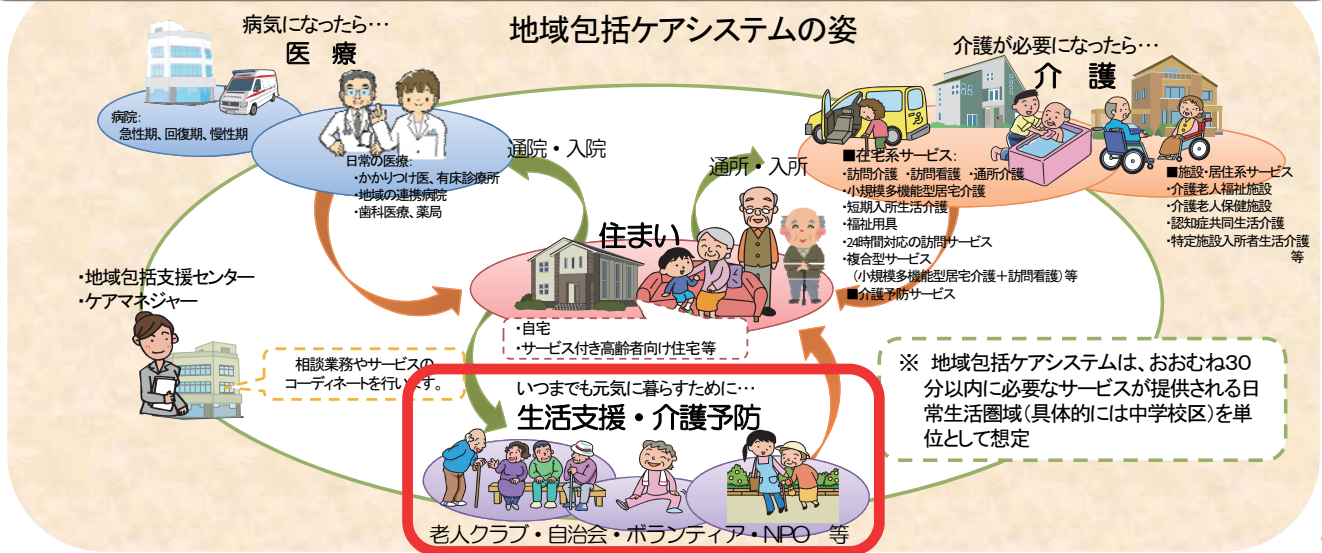 地域包括ケアシステムの姿
病気になったら…
医　療
病院:
急性期、回復期、慢性期
日常の医療:
・かかりつけ医、有床診療所
・地域の連携病院
・歯科医療、薬局
通院・入院
通所・入所
介護が必要になったら…
介　護
■在宅系サービス:
・訪問介護　・訪問看護　・通所介護
・小規模多機能型居宅介護
・短期入所生活介護
・福祉用具
・24時間対応の訪問サービス
・複合型サービス
（小規模多機能型居宅介護＋訪問看護）等
■介護予防サービス
■施設・居住系サービス
・介護老人福祉施設
・介護老人保健施設
・認知症共同生活介護
・特定施設入所者生活介護
等
住まい
・自宅
・サービス付き高齢者向け住宅等
・地域包括支援センター
・ケアマネジャー
相談業務やサービスの
コーディネートを行います。
いつまでも元気に暮らすために…
生活支援・介護予防
老人クラブ・自治会・ボランティア・NPO　等
※　地域包括ケアシステムは、おおむね30
分以内に必要なサービスが提供される日
常生活圏域（具体的には中学校区）を単
位として想定